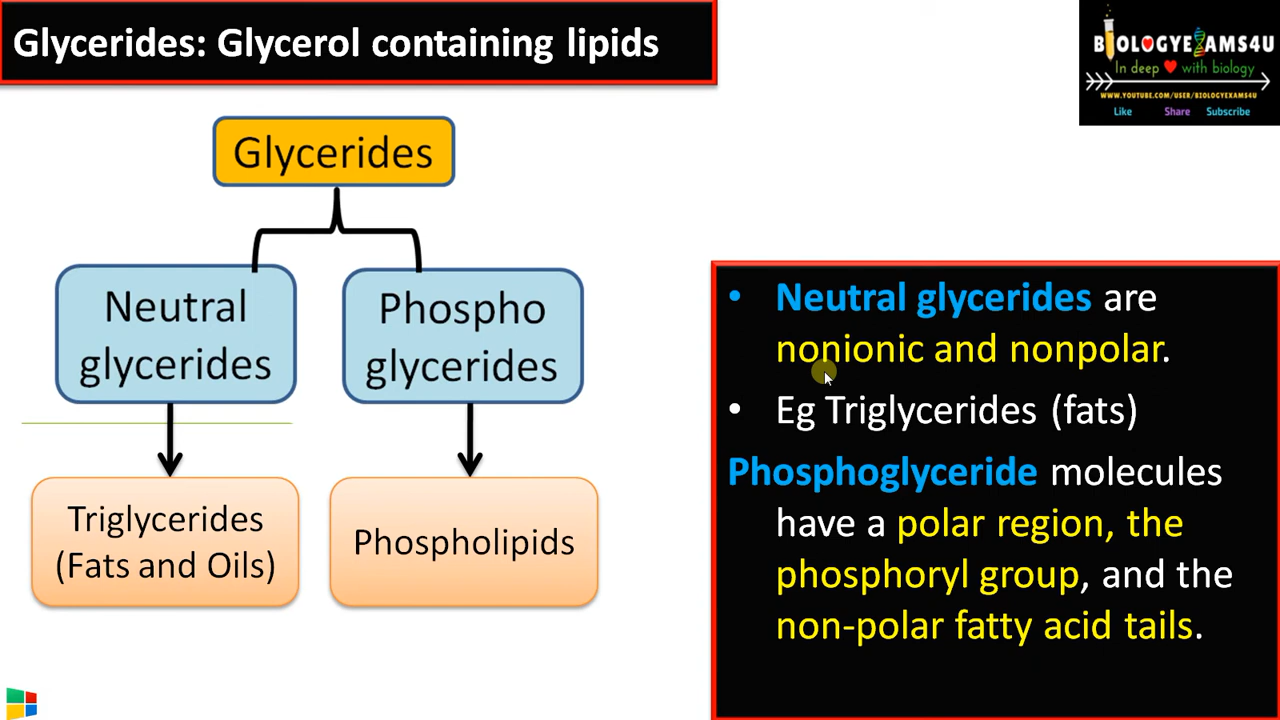 Glycerides: Glycerol containing lipids
BIOLOGYEXAMS4U
In deep with biology
WWW.YOUTUBE.COM/USER/BIOLOGYEXAMS4U
Like Share Subscribe
Glycerides
Neutral
glycerides
Phospho
glycerides
Triglycerides
(Fats and Oils)
Phospholipids
• Neutral glycerides are
nonionic and nonpolar.
• Eg Triglycerides (fats)
Phosphoglyceride molecules
have a polar region, the
phosphoryl group, and the
non-polar fatty acid tails.